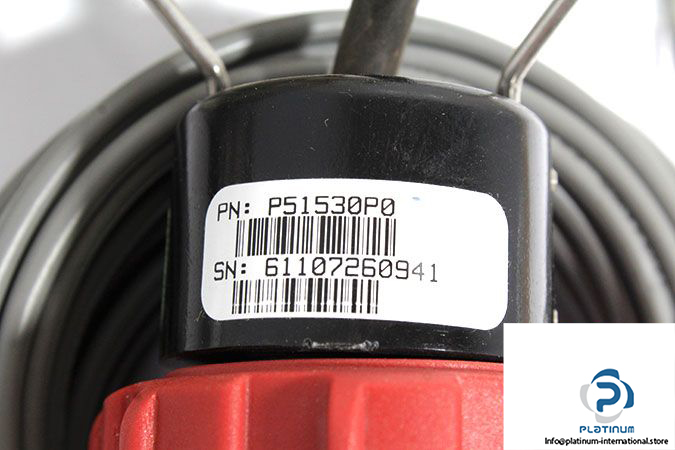 PN: P51530P0
SN: 61107260941
PLATINUM
info@platinum-international.store